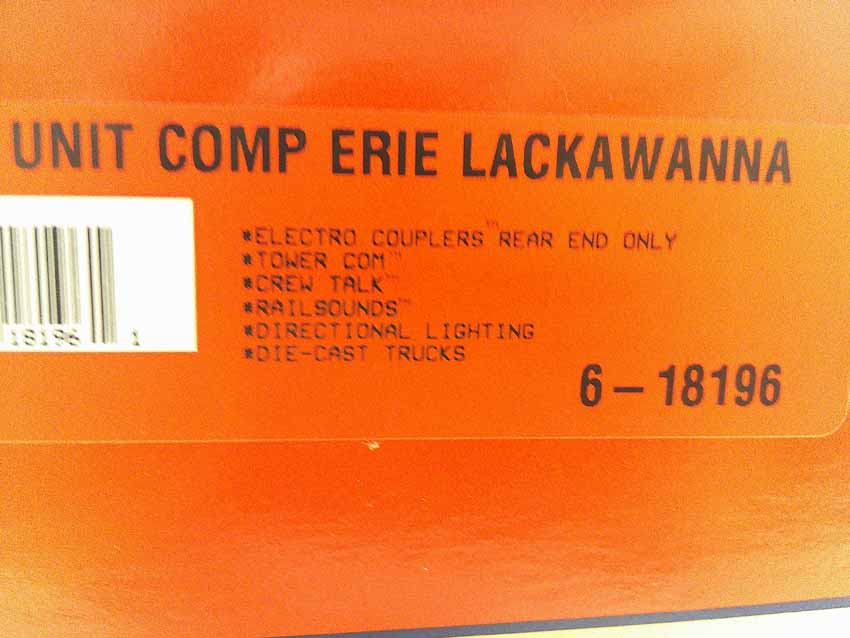 UNIT COMP ERIE LACKAWANNA
*ELECTRO COUPLERS™ REAR END ONLY
*TOWER COM™
*CREW TALK™
*RAILSOUNDS™
*DIRECTIONAL LIGHTING
*DIE-CAST TRUCKS
18196 1
6-18196